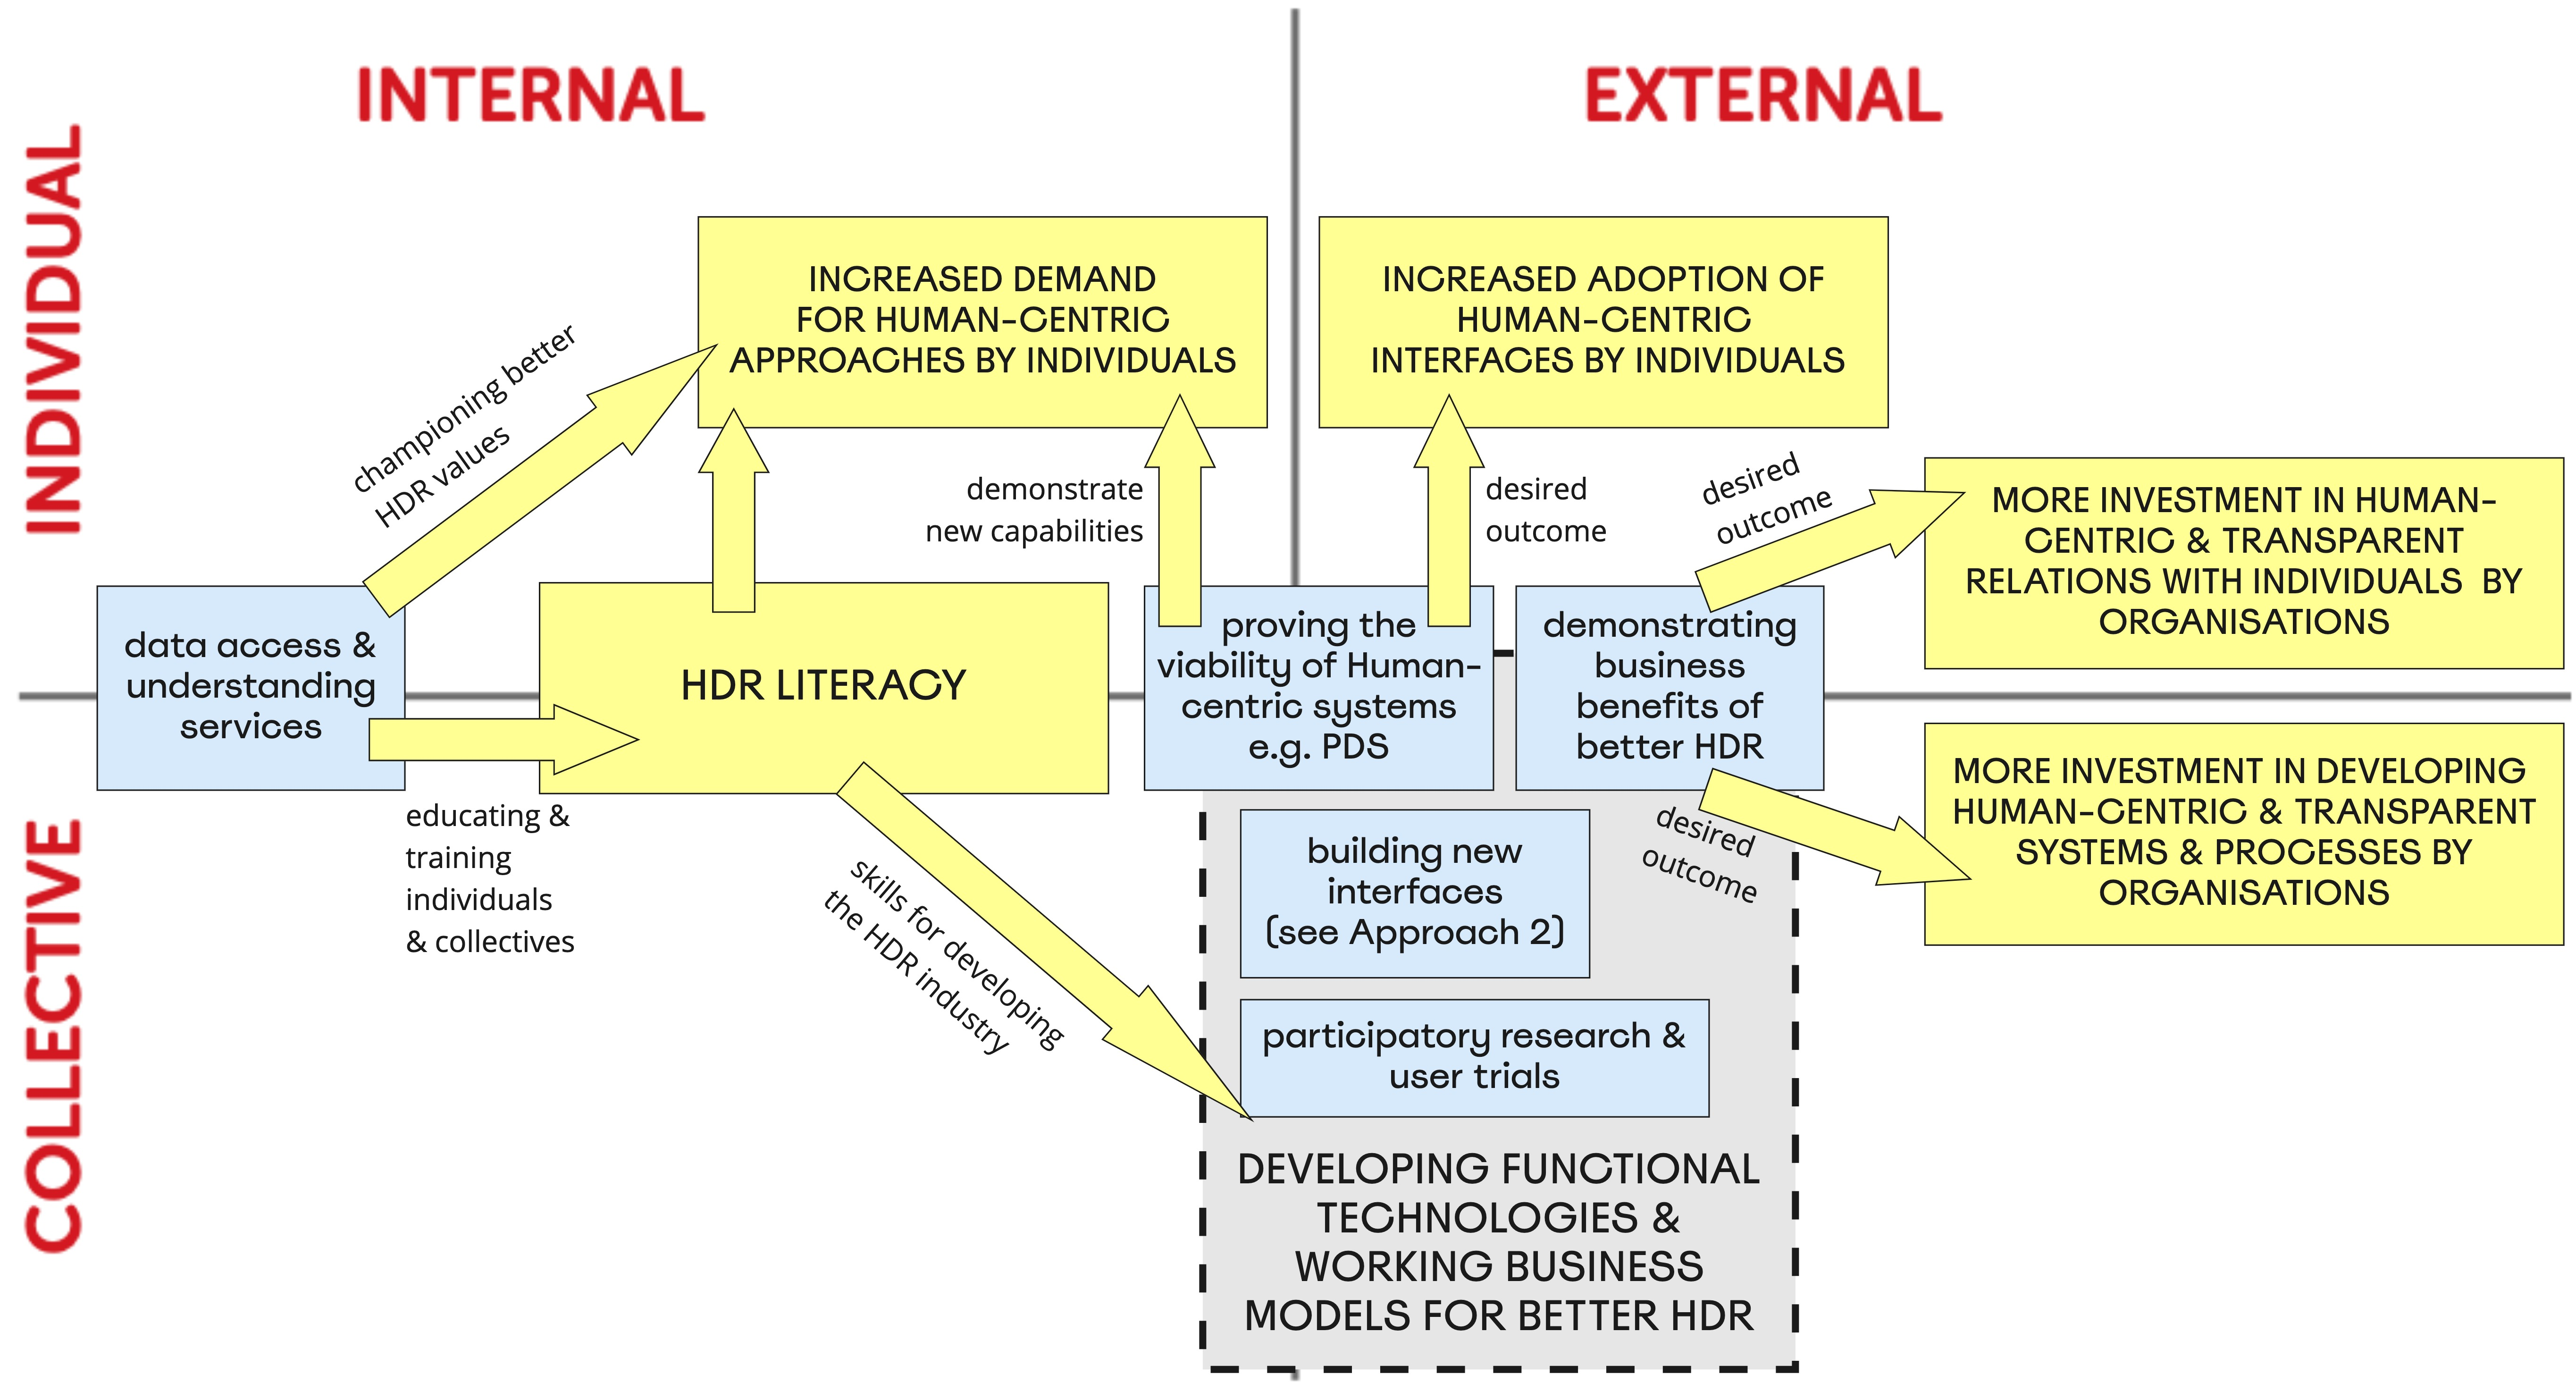 INTERNAL
EXTERNAL
INDIVIDUAL
COLLECTIVE
INCREASED DEMAND
FOR HUMAN-CENTRIC
APPROACHES BY INDIVIDUALS
INCREASED ADOPTION OF
HUMAN-CENTRIC
INTERFACES BY INDIVIDUALS
championing better
HDR values
demonstrate
new capabilities
desired
outcome
desired
outcome
MORE INVESTMENT IN HUMAN-
CENTRIC & TRANSPARENT
RELATIONS WITH INDIVIDUALS BY
ORGANISATIONS
data access &
understanding
services
HDR LITERACY
proving the
viability of Human-
centric systems
e.g. PDS
demonstrating
business
benefits of
better HDR
educating &
training
individuals
& collectives
skills for developing
the HDR industry
building new
interfaces
(see Approach 2)
desired
outcome
MORE INVESTMENT IN DEVELOPING
HUMAN-CENTRIC & TRANSPARENT
SYSTEMS & PROCESSES BY
ORGANISATIONS
participatory research &
user trials
DEVELOPING FUNCTIONAL
TECHNOLOGIES &
WORKING BUSINESS
MODELS FOR BETTER HDR